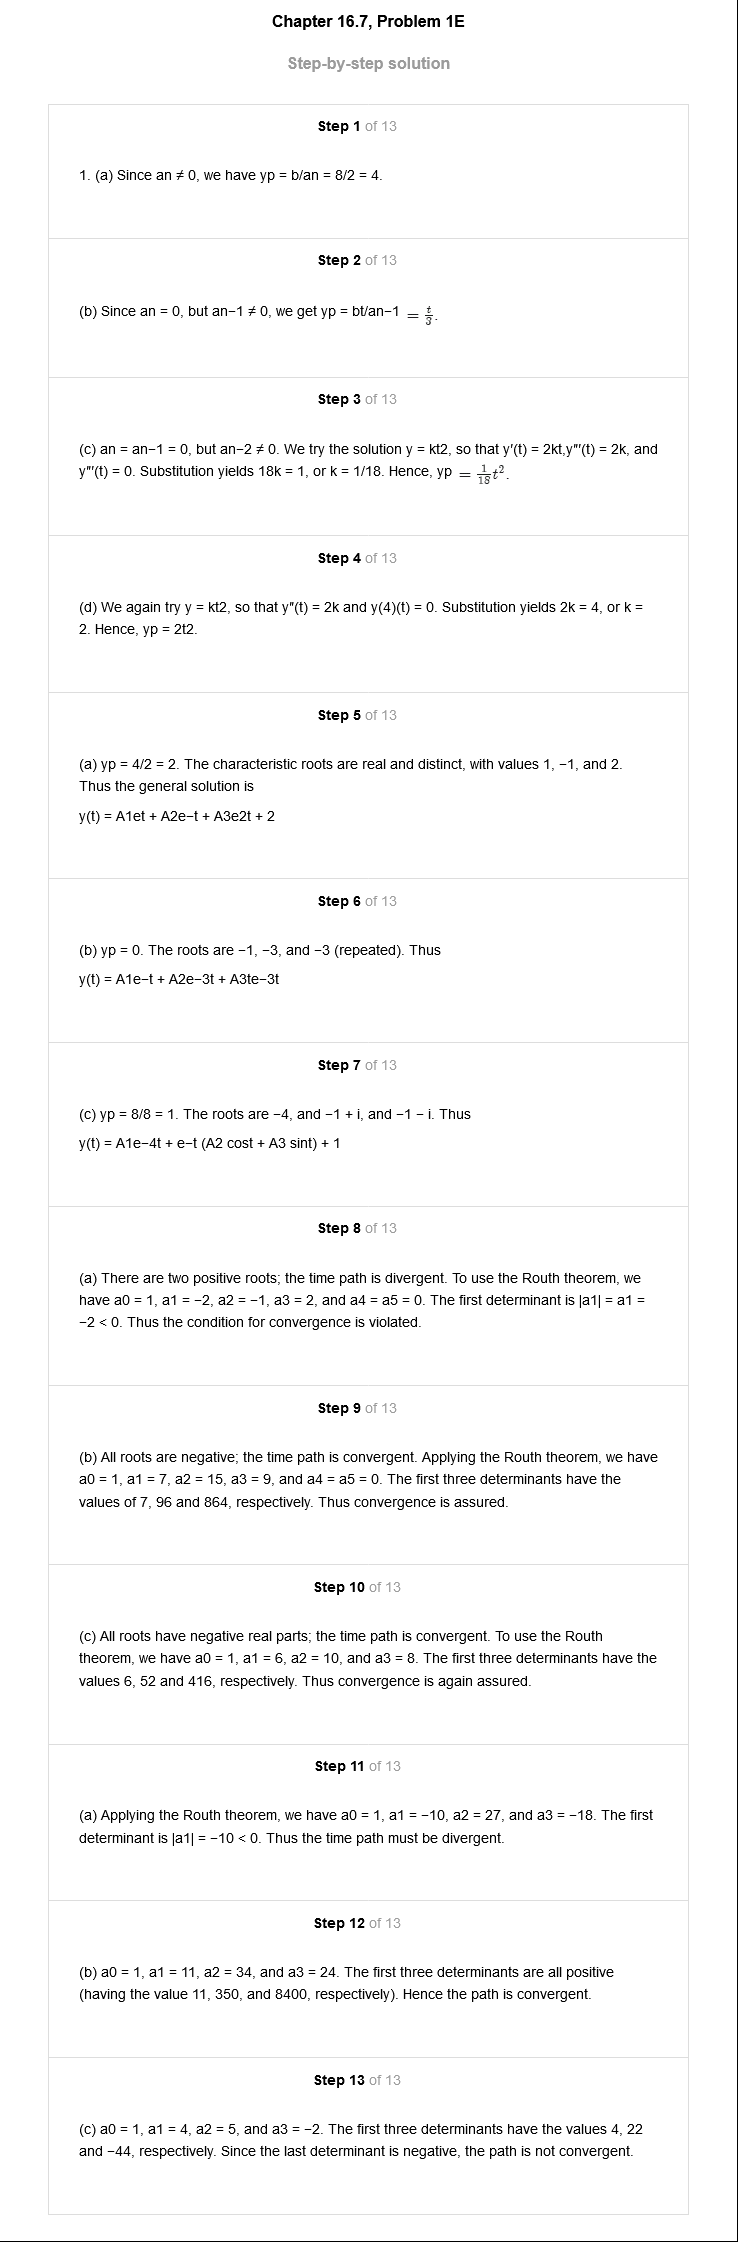 Chapter 16.7, Problem 1E
Step-by-step solution
Step 1 of 13
1. (a) Since an ≠ 0, we have yp = b/an = 8/2 = 4.
Step 2 of 13
(b) Since an = 0, but an−1 ≠ 0, we get yp = bt/an−1 = t/3.
Step 3 of 13
(c) an = an−1 = 0, but an−2 ≠ 0. We try the solution y = kt2, so that y′(t) = 2kt,y″′(t) = 2k, and
y″′(t) = 0. Substitution yields 18k = 1, or k = 1/18. Hence, yp = 1/18 t².
Step 4 of 13
(d) We again try y = kt2, so that y″(t) = 2k and y(4)(t) = 0. Substitution yields 2k = 4, or k =
2. Hence, yp = 2t2.
Step 5 of 13
(a) yp = 4/2 = 2. The characteristic roots are real and distinct, with values 1, −1, and 2.
Thus the general solution is
y(t) = A1et + A2e−t + A3e2t + 2
Step 6 of 13
(b) yp = 0. The roots are −1, −3, and −3 (repeated). Thus
y(t) = A1e−t + A2e−3t + A3te−3t
Step 7 of 13
(c) yp = 8/8 = 1. The roots are −4, and −1 + i, and −1 − i. Thus
y(t) = A1e−4t + e−t (A2 cost + A3 sint) + 1
Step 8 of 13
(a) There are two positive roots; the time path is divergent. To use the Routh theorem, we
have a0 = 1, a1 = −2, a2 = −1, a3 = 2, and a4 = a5 = 0. The first determinant is |a1| = a1 =
−2 < 0. Thus the condition for convergence is violated.
Step 9 of 13
(b) All roots are negative; the time path is convergent. Applying the Routh theorem, we have
a0 = 1, a1 = 7, a2 = 15, a3 = 9, and a4 = a5 = 0. The first three determinants have the
values of 7, 96 and 864, respectively. Thus convergence is assured.
Step 10 of 13
(c) All roots have negative real parts; the time path is convergent. To use the Routh
theorem, we have a0 = 1, a1 = 6, a2 = 10, and a3 = 8. The first three determinants have the
values 6, 52 and 416, respectively. Thus convergence is again assured.
Step 11 of 13
(a) Applying the Routh theorem, we have a0 = 1, a1 = −10, a2 = 27, and a3 = −18. The first
determinant is |a1| = −10 < 0. Thus the time path must be divergent.
Step 12 of 13
(b) a0 = 1, a1 = 11, a2 = 34, and a3 = 24. The first three determinants are all positive
(having the value 11, 350, and 8400, respectively). Hence the path is convergent.
Step 13 of 13
(c) a0 = 1, a1 = 4, a2 = 5, and a3 = −2. The first three determinants have the values 4, 22
and −44, respectively. Since the last determinant is negative, the path is not convergent.